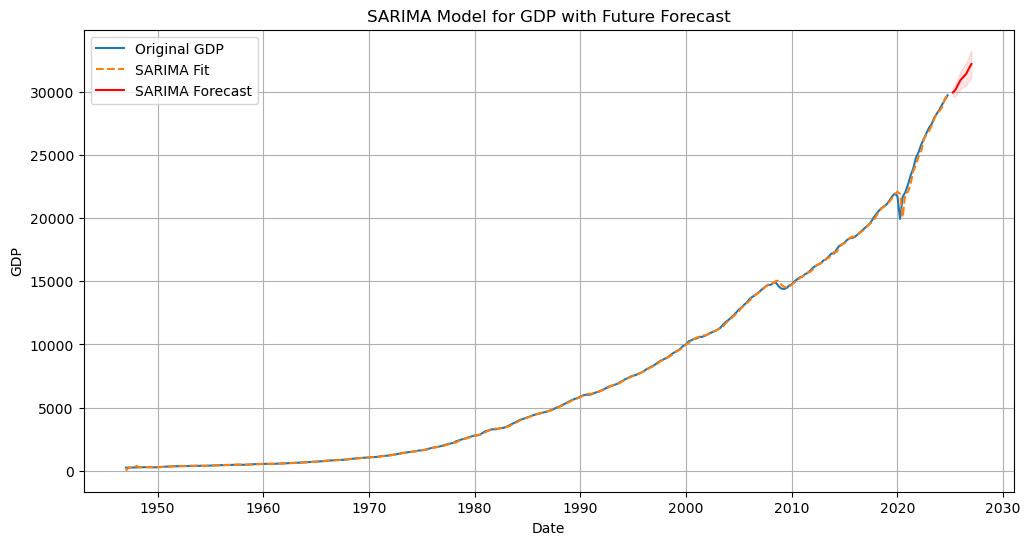 SARIMA Model for GDP with Future Forecast
Original GDP
SARIMA Fit
SARIMA Forecast
GDP
30000
25000
20000
15000
10000
5000
0
1950 1960 1970 1980 1990 2000 2010 2020 2030
Date